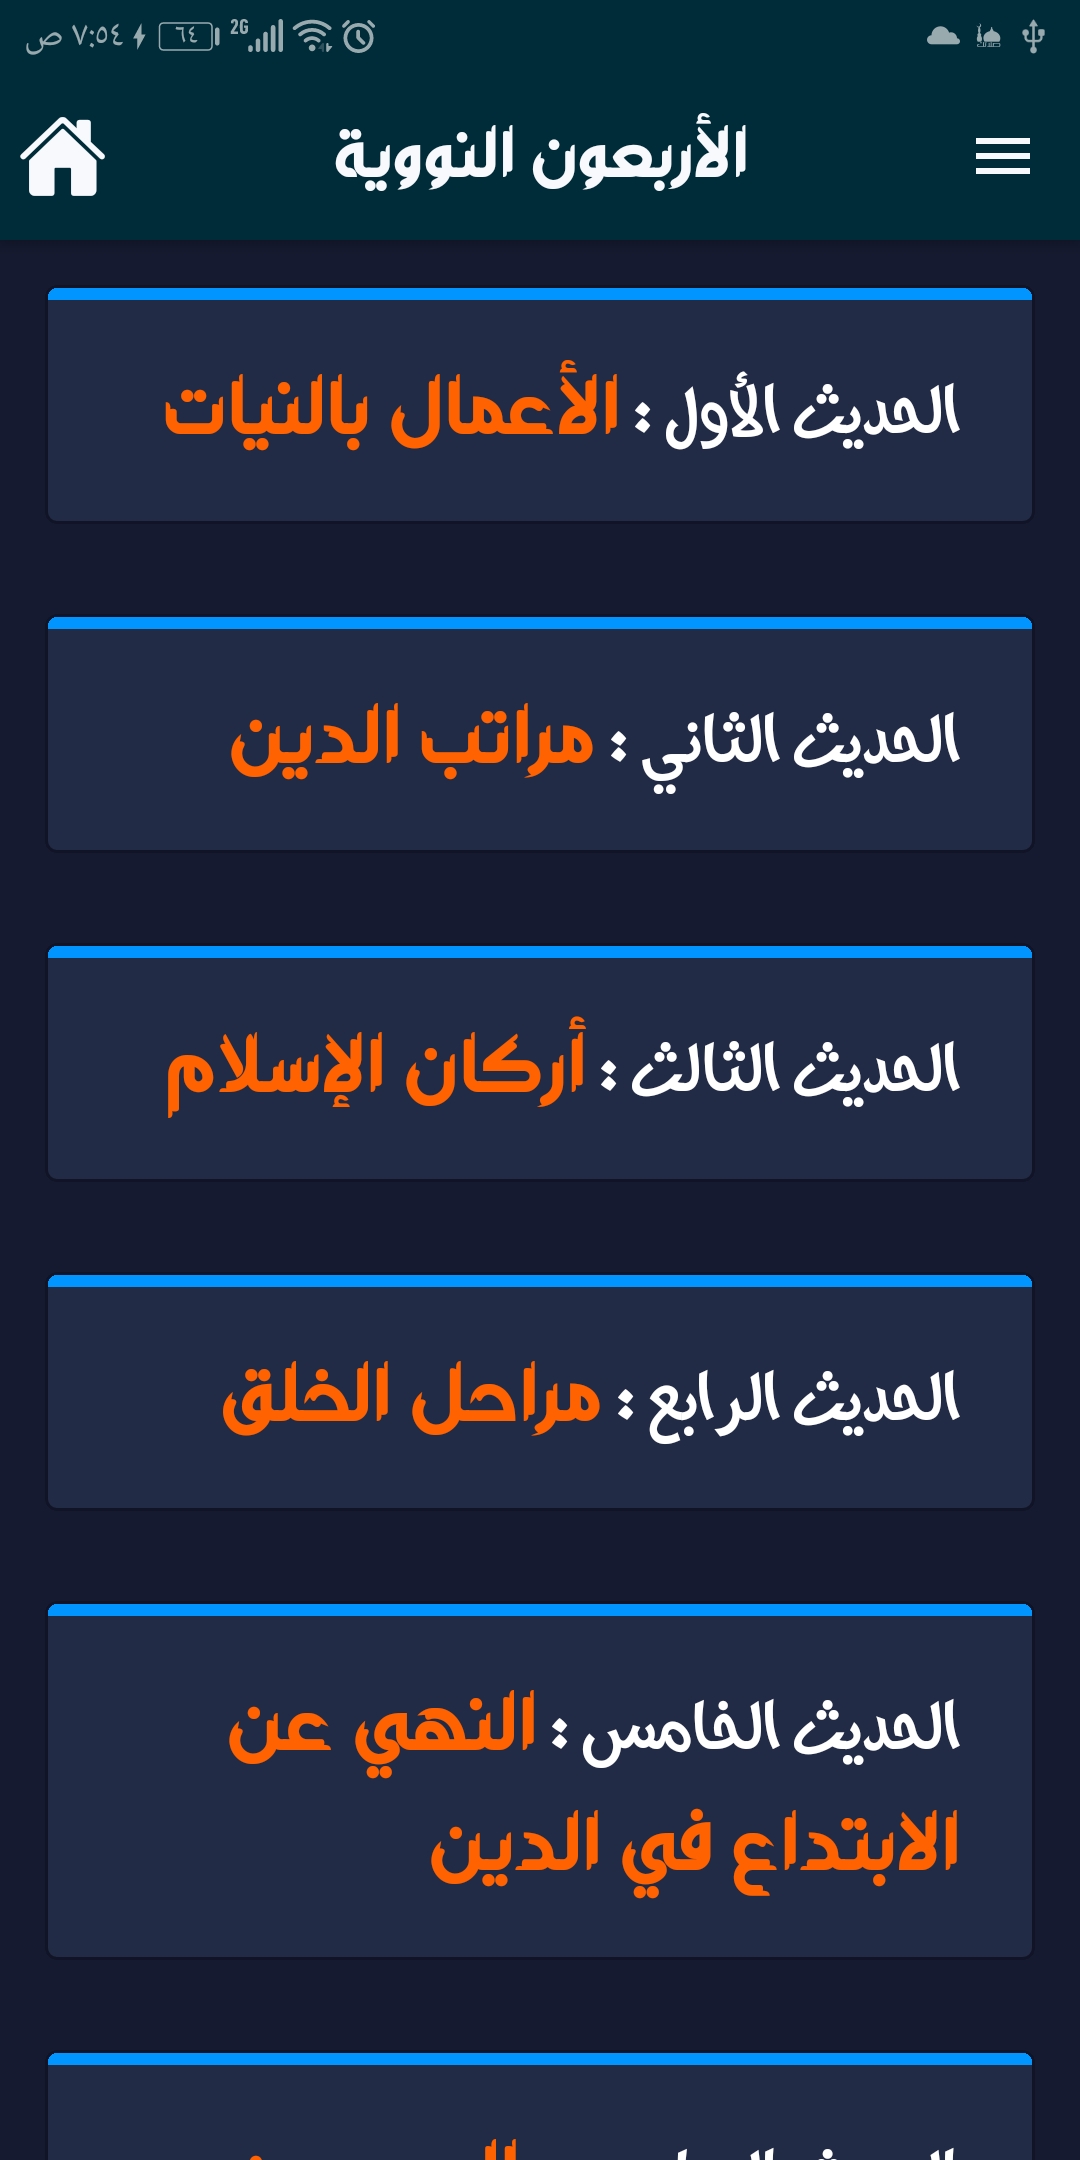 ٧:٥٤ ص ٦٤ 2G
الأربعون النووية
الحديث الأول : الأعمال بالنيات
الحديث الثاني : مراتب الدين
الحديث الثالث : أركان الإسلام
الحديث الرابع : مراحل الخلق
الحديث الخامس : النهي عن
الابتداع في الدين